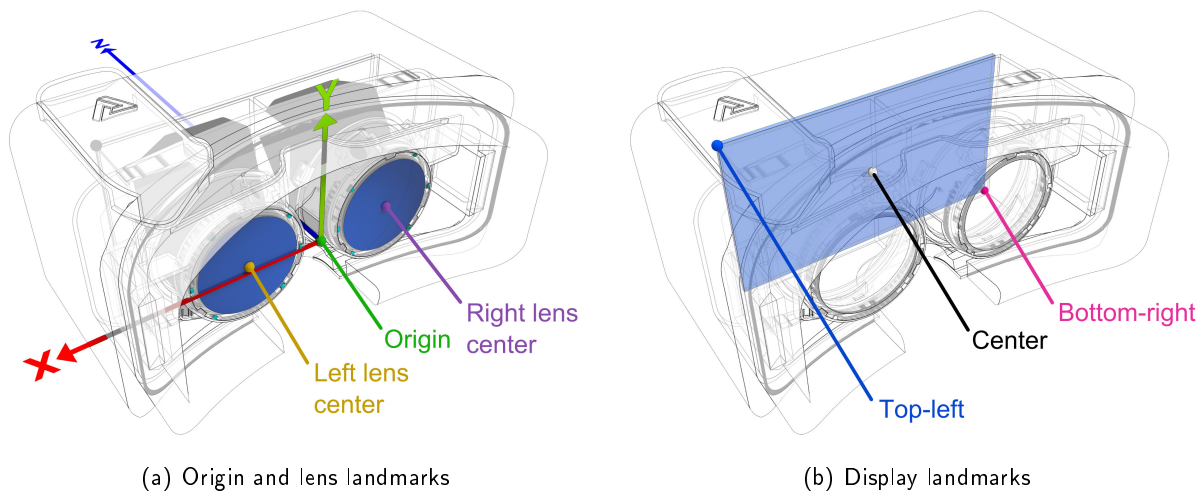 Z
Y
X
Right lens
center
Origin
Left lens
center
Bottom-right
Center
Top-left
(a) Origin and lens landmarks
(b) Display landmarks